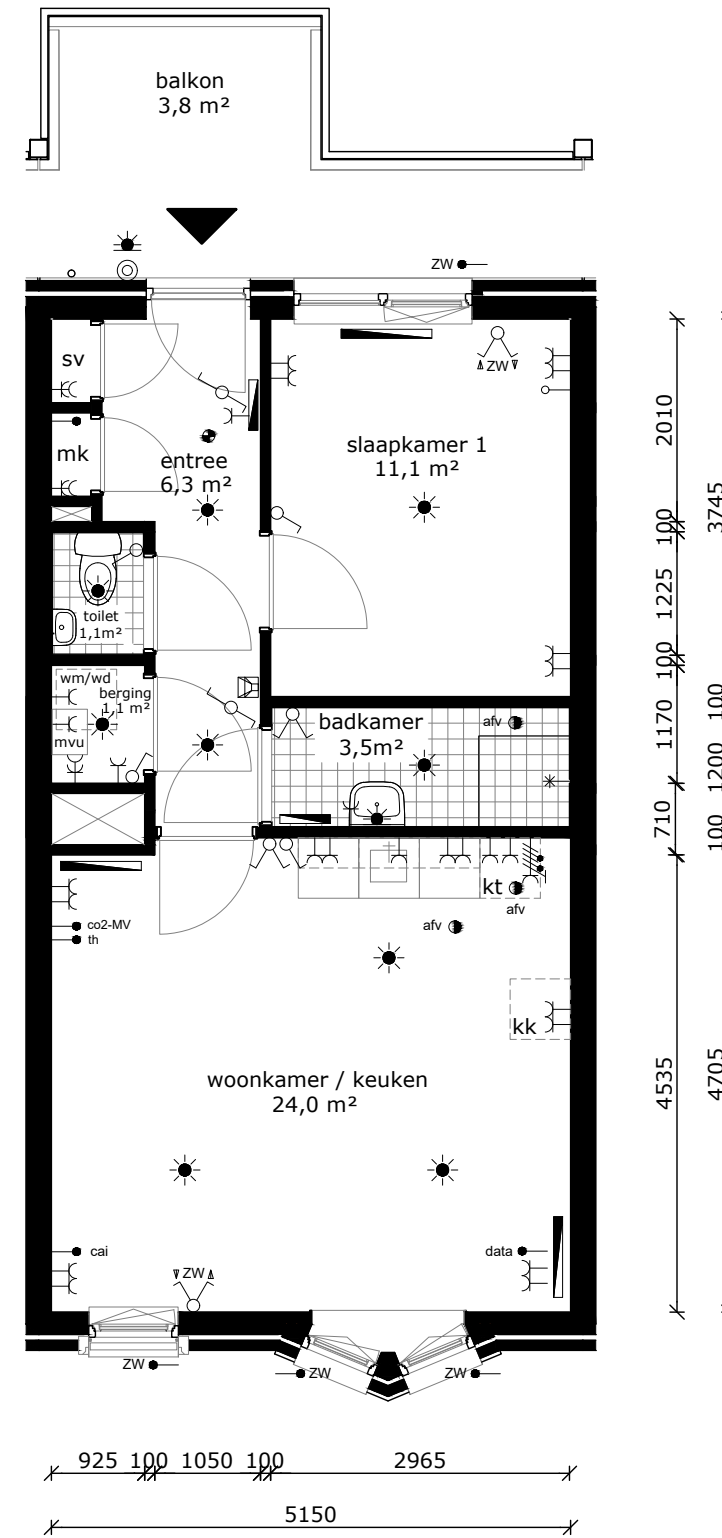 balkon
3,8 m²
ZW
sv
ZW
mk
entree
6,3 m²
slaapkamer 1
11,1 m²
toilet
1,1m²
wm/wd
berging
1,1 m²
mvu
badkamer
3,5m²
afv
kt
afv
afv
co2-MV
th
kk
woonkamer / keuken
24,0 m²
cai
data
ZW
ZW
ZW
ZW
2010
100
1225
100
1170
710
4535
3745
100
1200
100
4705
925 100 1050 100 2965
5150